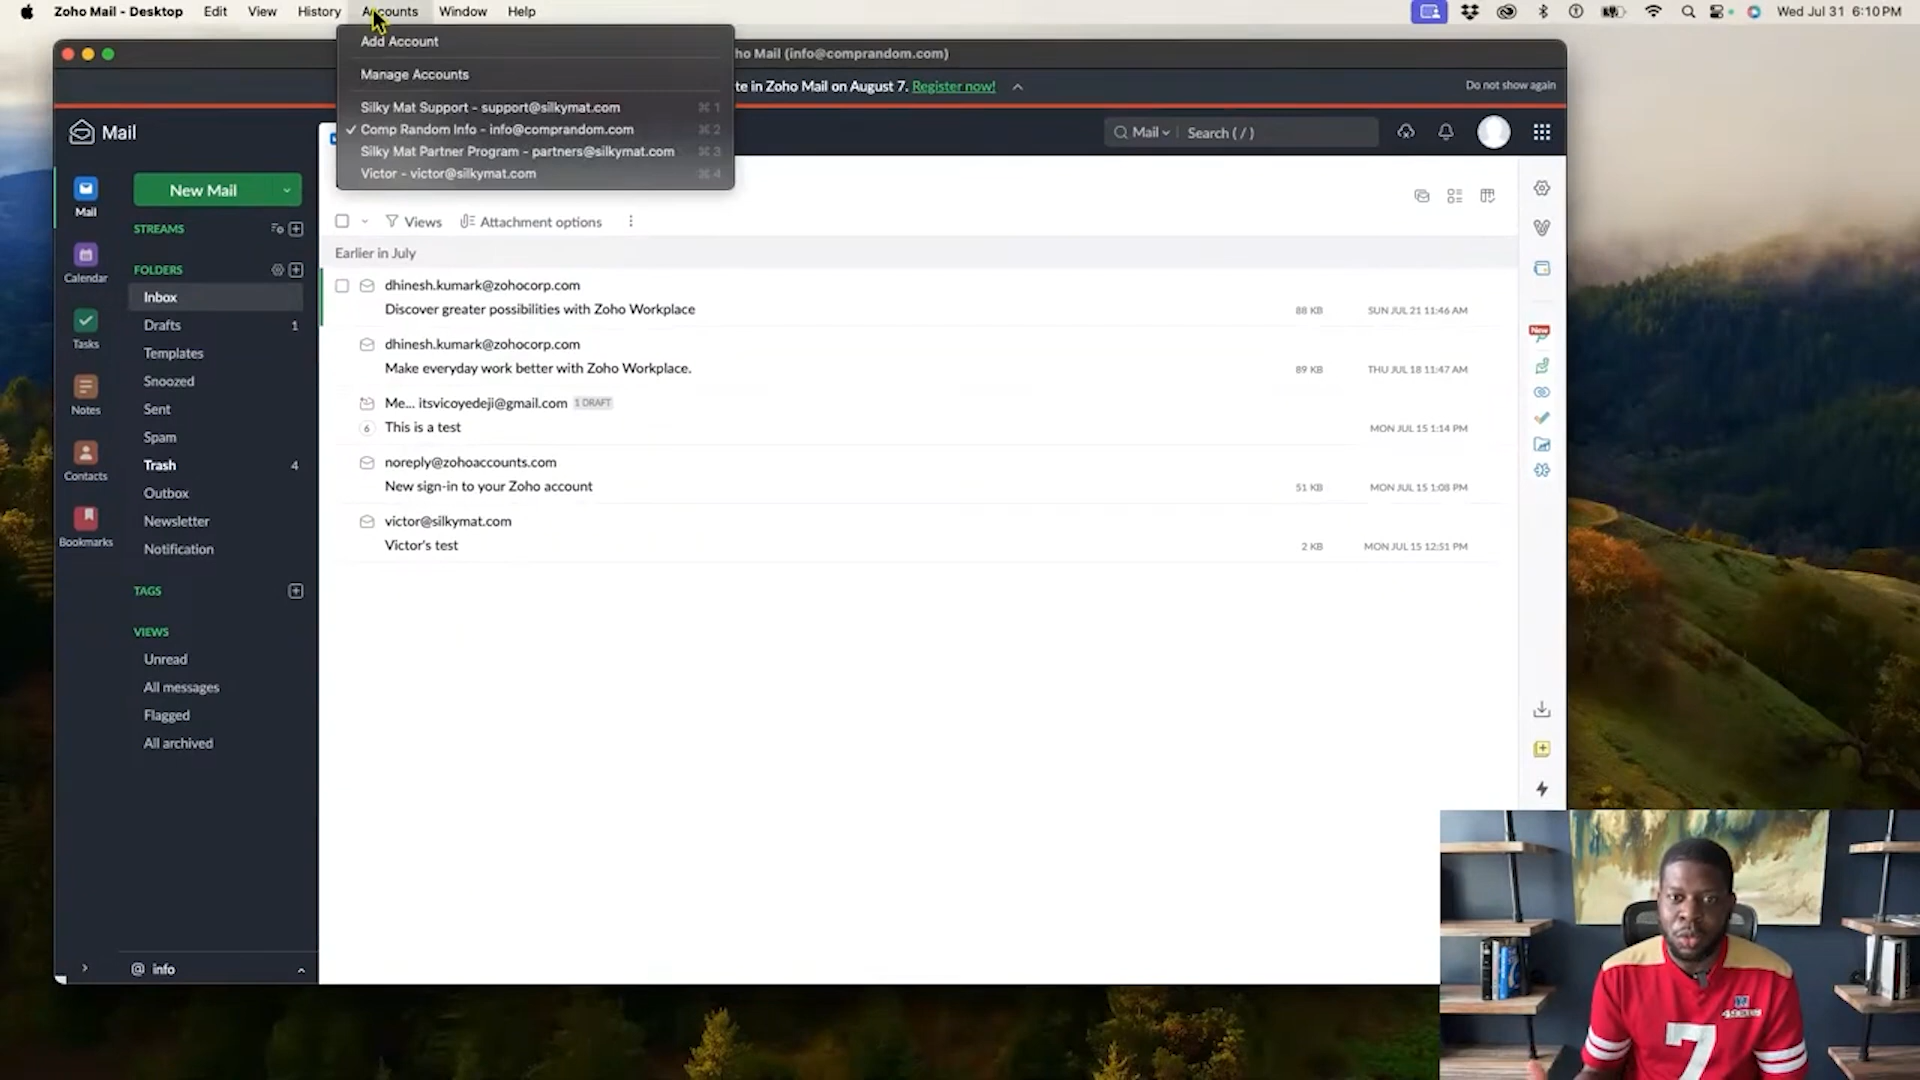 Zoho Mail - Desktop Edit View History Accounts Window Help
Wed Jul 31 6:10 PM
Add Account
Manage Accounts
Silky Mat Support - support@silkymat.com ⌘ 1
✓ Comp Random Info - info@comprandom.com ⌘ 2
Silky Mat Partner Program - partners@silkymat.com ⌘ 3
Victor - victor@silkymat.com ⌘ 4
ho Mail (info@comprandom.com)
te in Zoho Mail on August 7. Register now!
Do not show again
Mail
Mail Search ( / )
Mail
Calendar
Tasks
Notes
Contacts
Bookmarks
New Mail
STREAMS
FOLDERS
Inbox
Drafts 1
Templates
Snoozed
Sent
Spam
Trash 4
Outbox
Newsletter
Notification
TAGS
VIEWS
Unread
All messages
Flagged
All archived
@ info
Views Attachment options
Earlier in July
dhinesh.kumark@zohocorp.com
Discover greater possibilities with Zoho Workplace 88 KB SUN JUL 21 11:46 AM
dhinesh.kumark@zohocorp.com
Make everyday work better with Zoho Workplace. 89 KB THU JUL 18 11:47 AM
Me... itsvicoyedeji@gmail.com 1 DRAFT
6 This is a test MON JUL 15 1:14 PM
noreply@zohoaccounts.com
New sign-in to your Zoho account 51 KB MON JUL 15 1:08 PM
victor@silkymat.com
Victor's test 2 KB MON JUL 15 12:51 PM
New
7